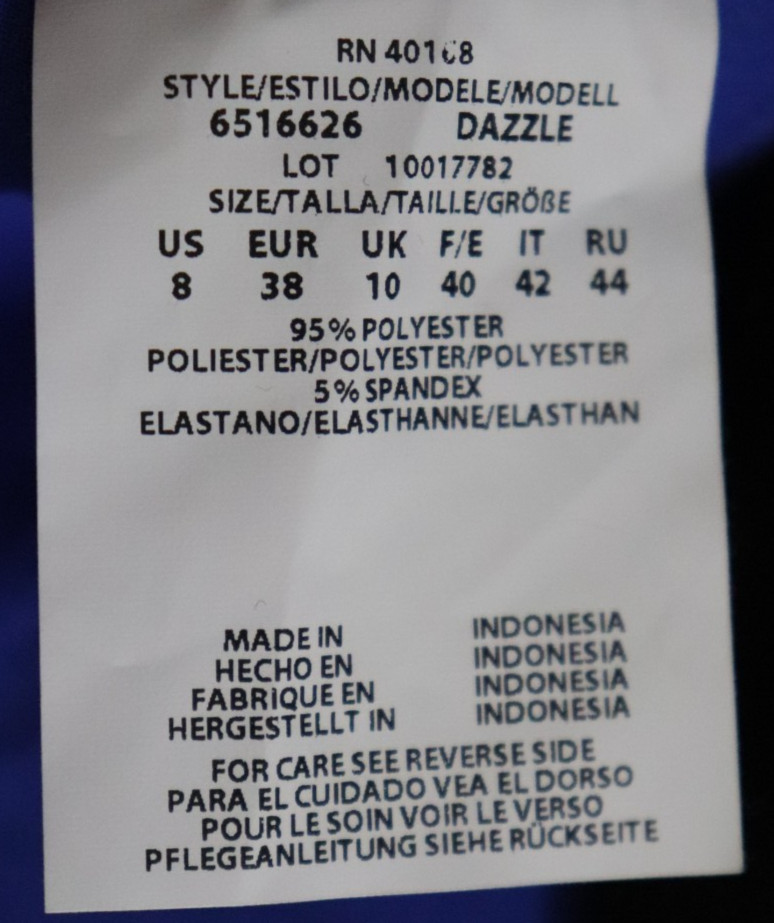 RN 40168
STYLE/ESTILO/MODELE/MODELL
6516626 DAZZLE
LOT 10017782
SIZE/TALLA/TAILLE/GRÖßE
US EUR UK F/E IT RU
8 38 10 40 42 44
95% POLYESTER
POLIESTER/POLYESTER/POLYESTER
5% SPANDEX
ELASTANO/ELASTHANNE/ELASTHAN
MADE IN INDONESIA
HECHO EN INDONESIA
FABRIQUE EN INDONESIA
HERGESTELLT IN INDONESIA
FOR CARE SEE REVERSE SIDE
PARA EL CUIDADO VEA EL DORSO
POUR LE SOIN VOIR LE VERSO
PFLEGEANLEITUNG SIEHE RÜCKSEITE